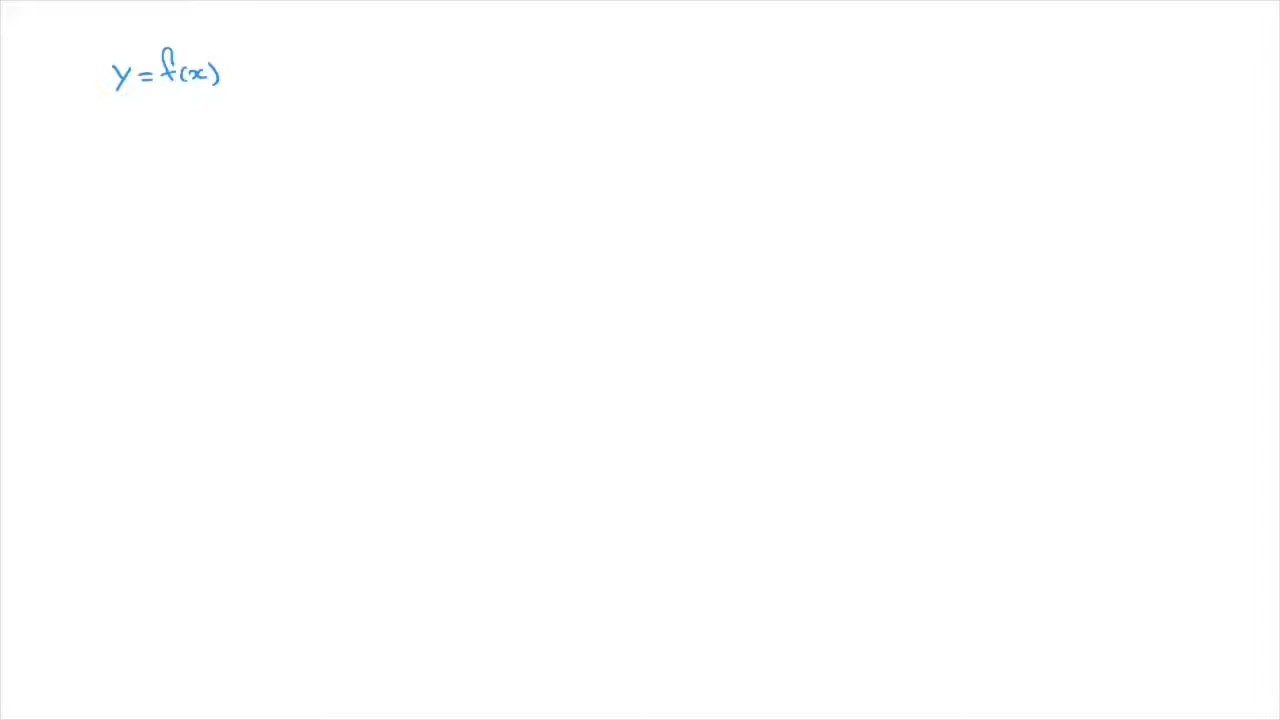 y = f(x)